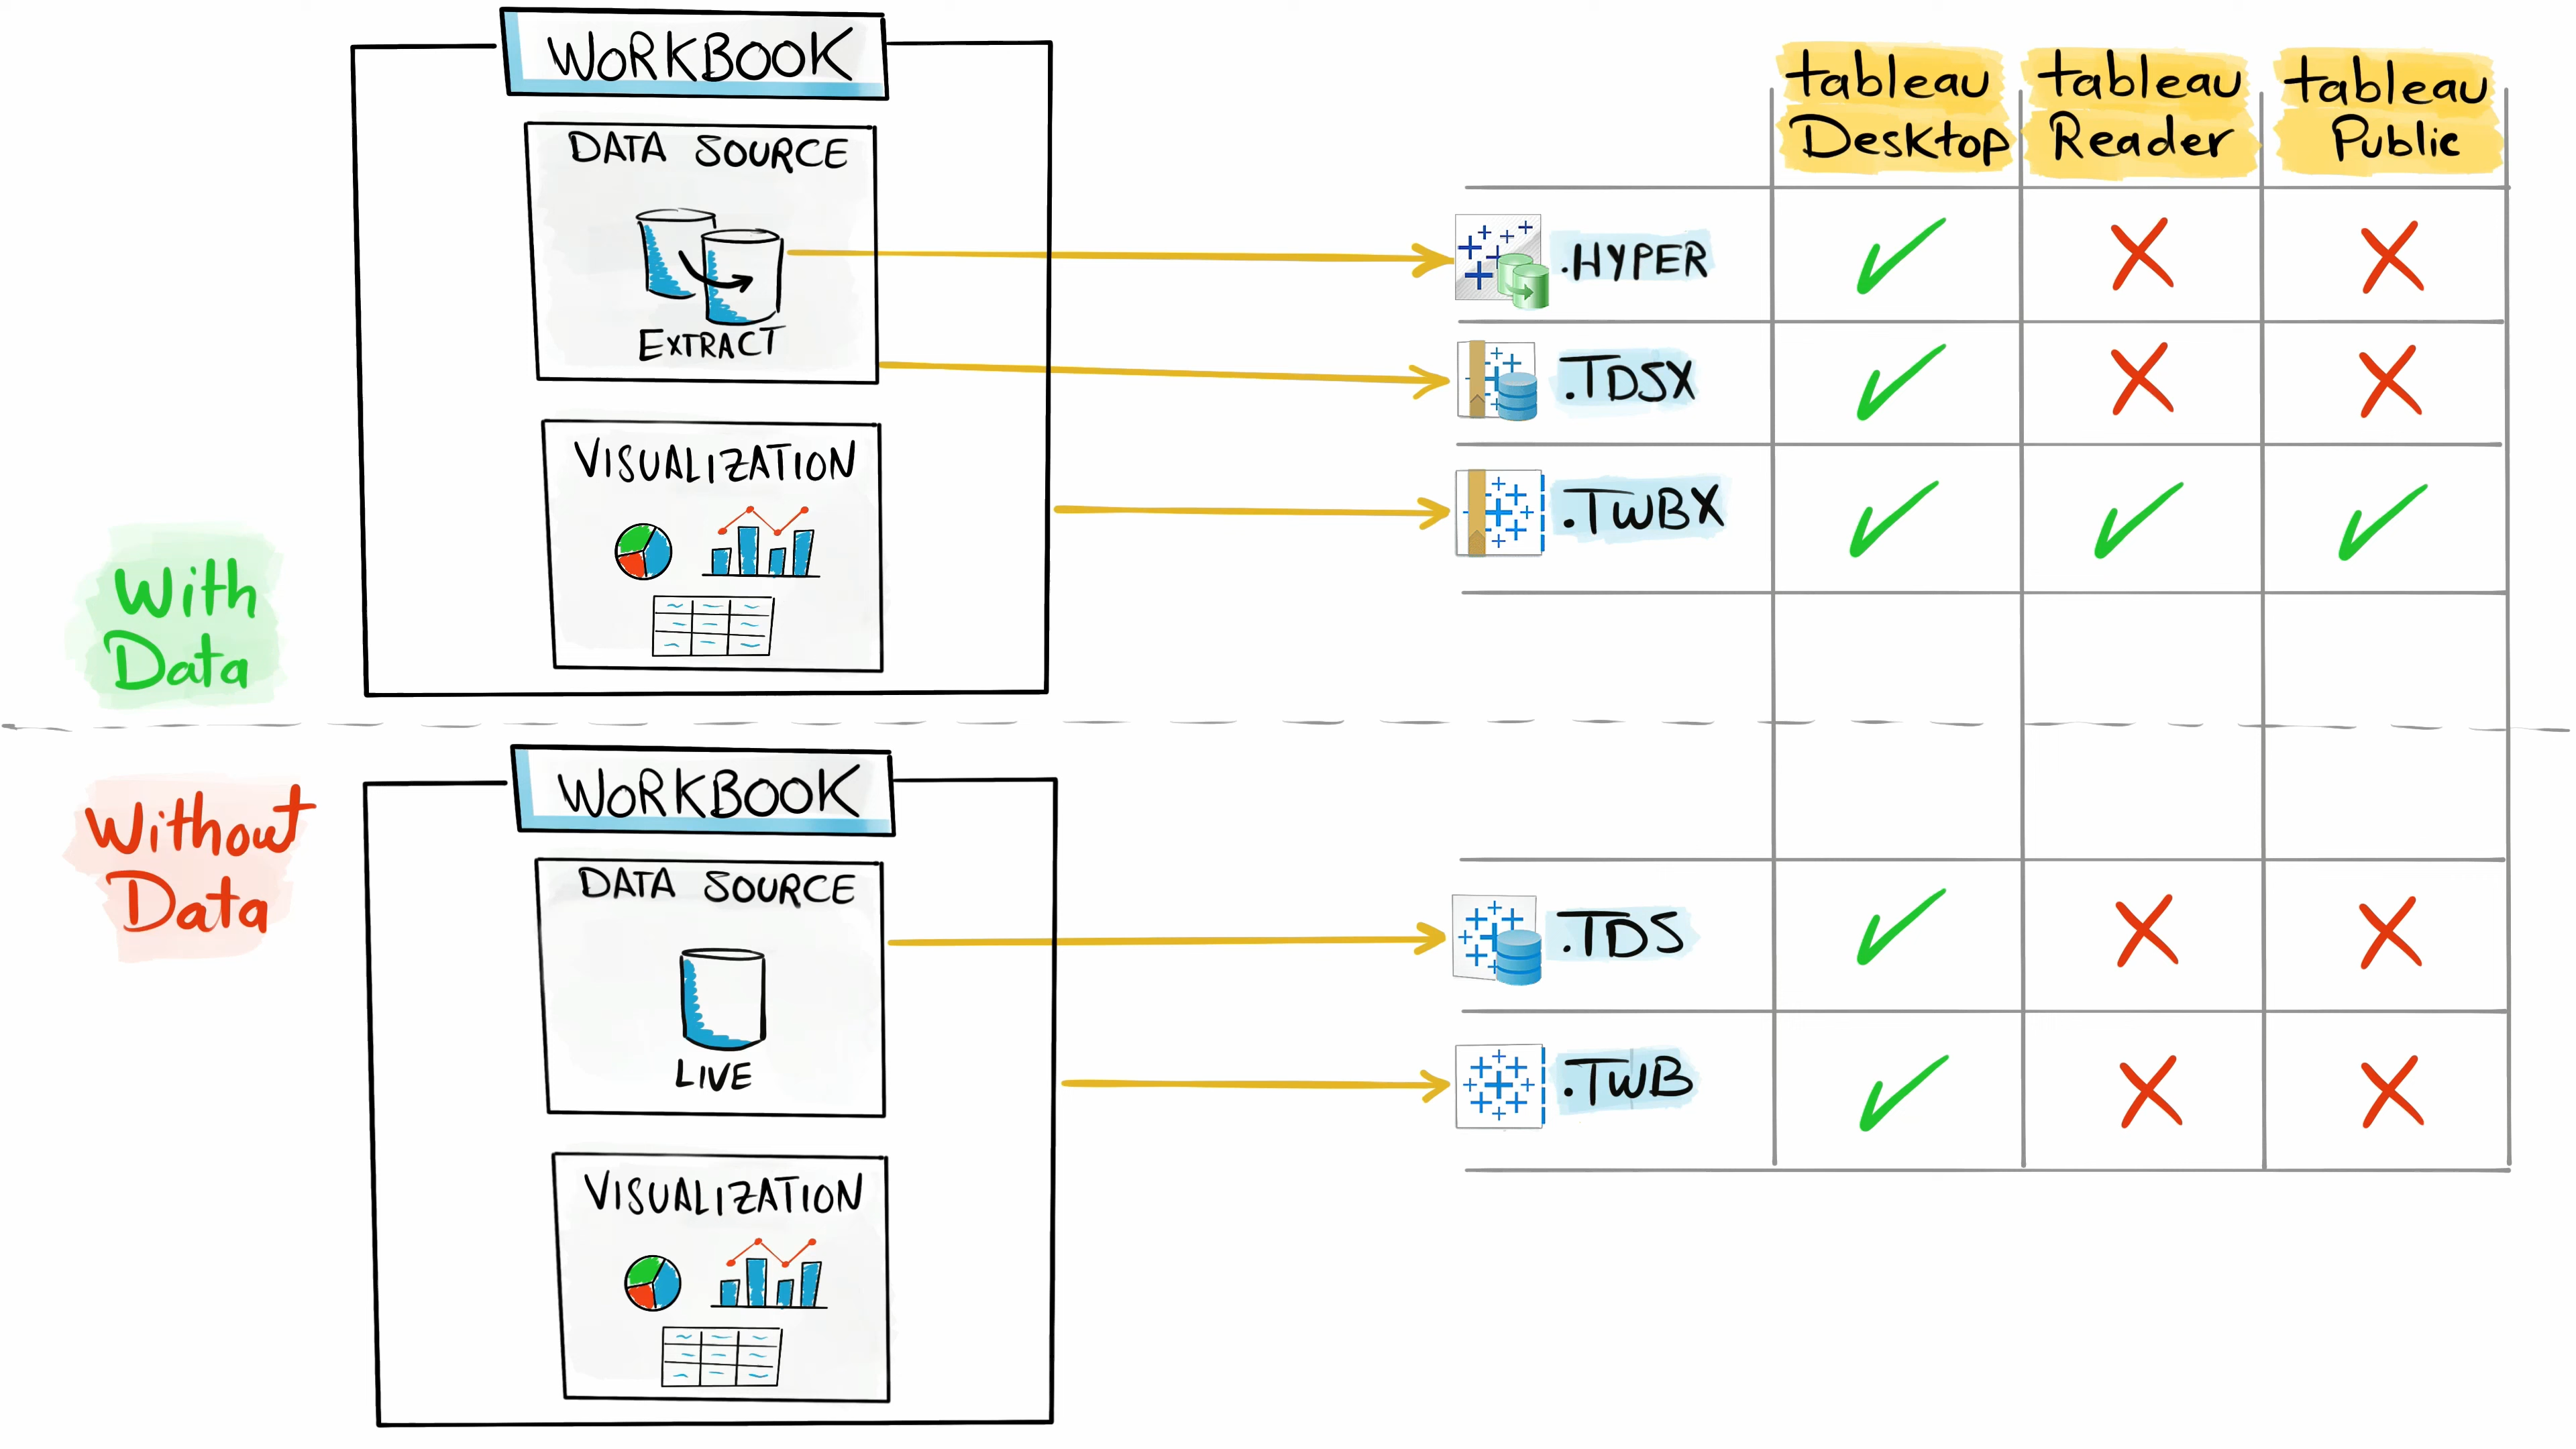 WORKBOOK
DATA SOURCE
EXTRACT
VISUALIZATION
With
Data
Without
Data
WORKBOOK
DATA SOURCE
LIVE
VISUALIZATION
tableau
Desktop
tableau
Reader
tableau
Public
.HYPER
.TDSX
.TWBX
.TDS
.TWB